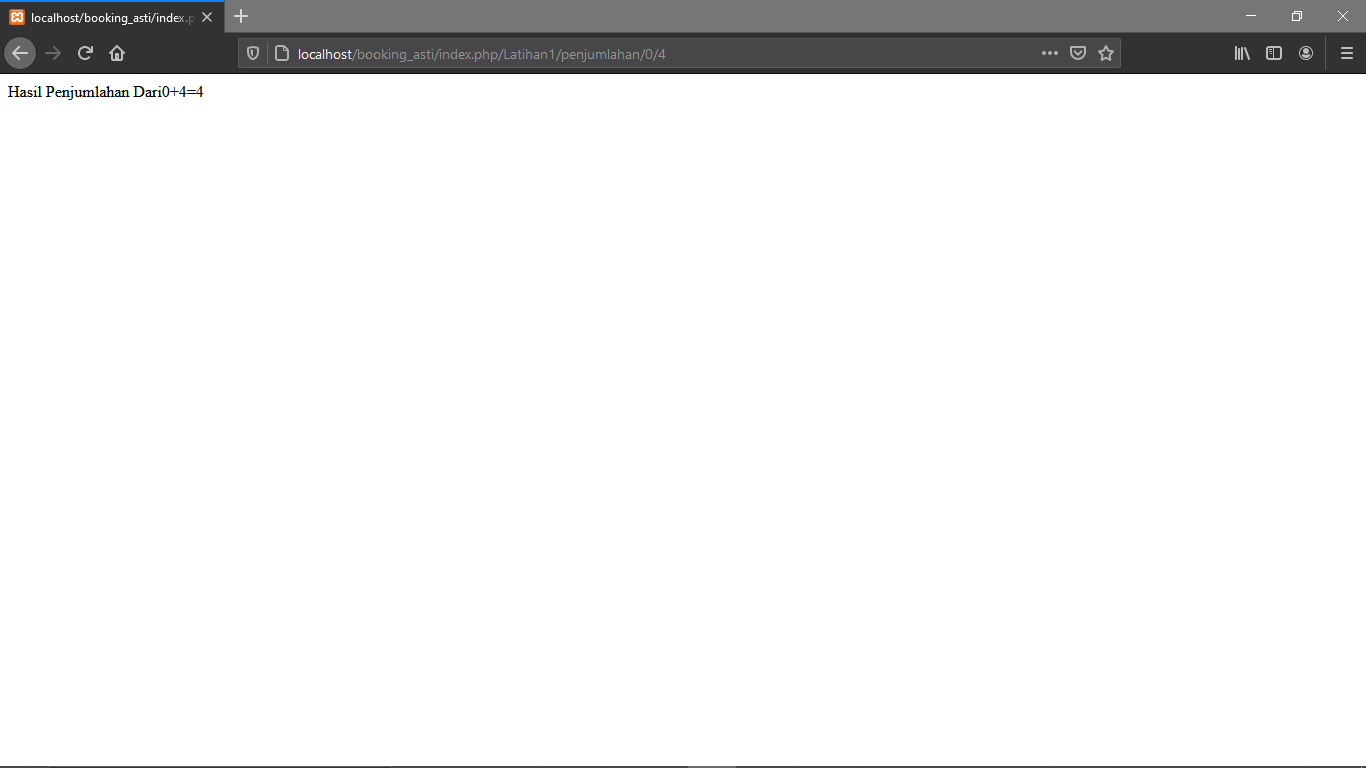 localhost/booking_asti/index.p
localhost/booking_asti/index.php/Latihan1/penjumlahan/0/4
Hasil Penjumlahan Dari0+4=4